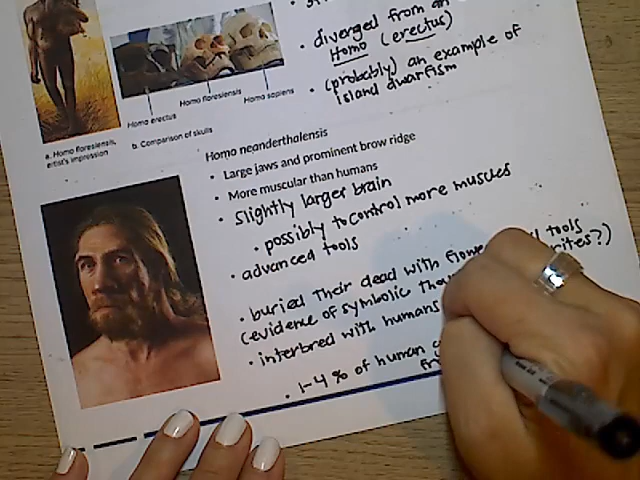 diverged from an
Homo (erectus)
(probably) an example of
island dwarfism
Homo erectus
Homo floresiensis
Homo sapiens
a. Homo floresiensis,
artist's impression
b. Comparison of skulls
Homo neanderthalensis
• Large jaws and prominent brow ridge
• More muscular than humans
• Slightly larger brain
• possibly to control more muscles
• advanced tools
• buried their dead with tools
(evidence of symbolic rites?)
• interbred with humans
• 1-4% of human